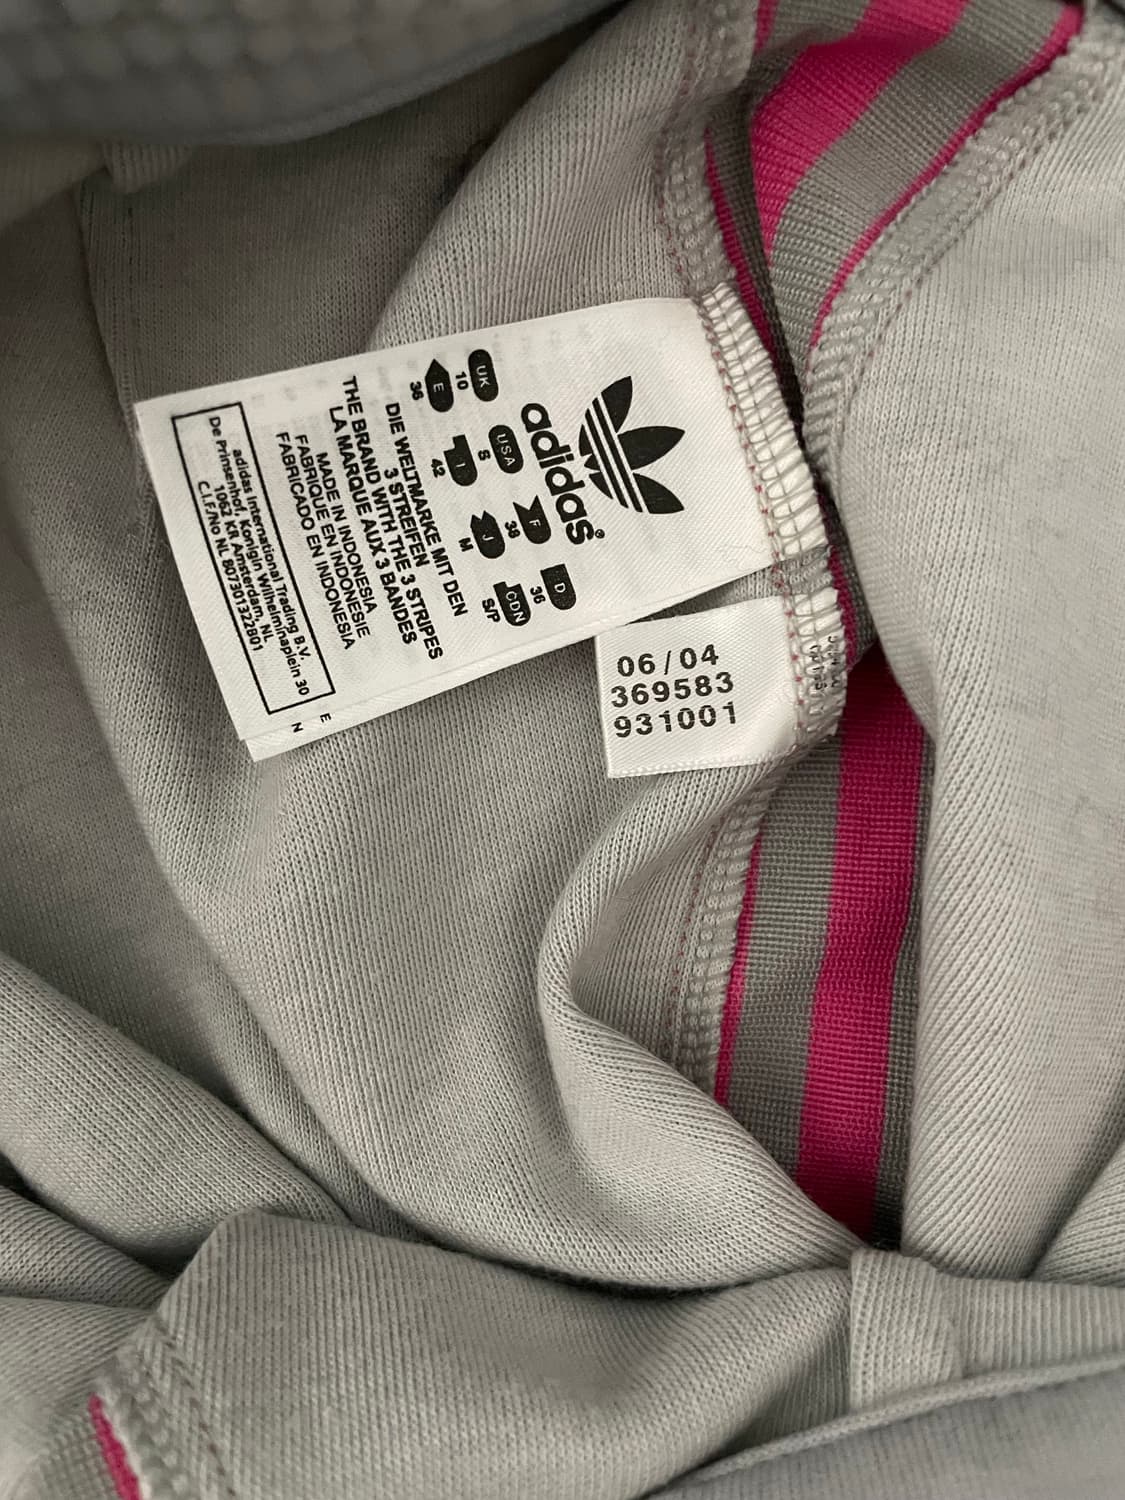 adidas®
UK USA F D
10 S 38 36
E I J CDN
36 42 M S/P
DIE WELTMARKE MIT DEN
3 STREIFEN
THE BRAND WITH THE 3 STRIPES
LA MARQUE AUX 3 BANDES
MADE IN INDONESIA
FABRIQUE EN INDONESIE
FABRICADO EN INDONESIA
adidas International Trading B.V.
De Prinsenhof, Konigin Wilhelminaplein 30
1062 KR Amsterdam, NL
C.I.F/No NL 807301322B01
E
N
06/04
369583
931001